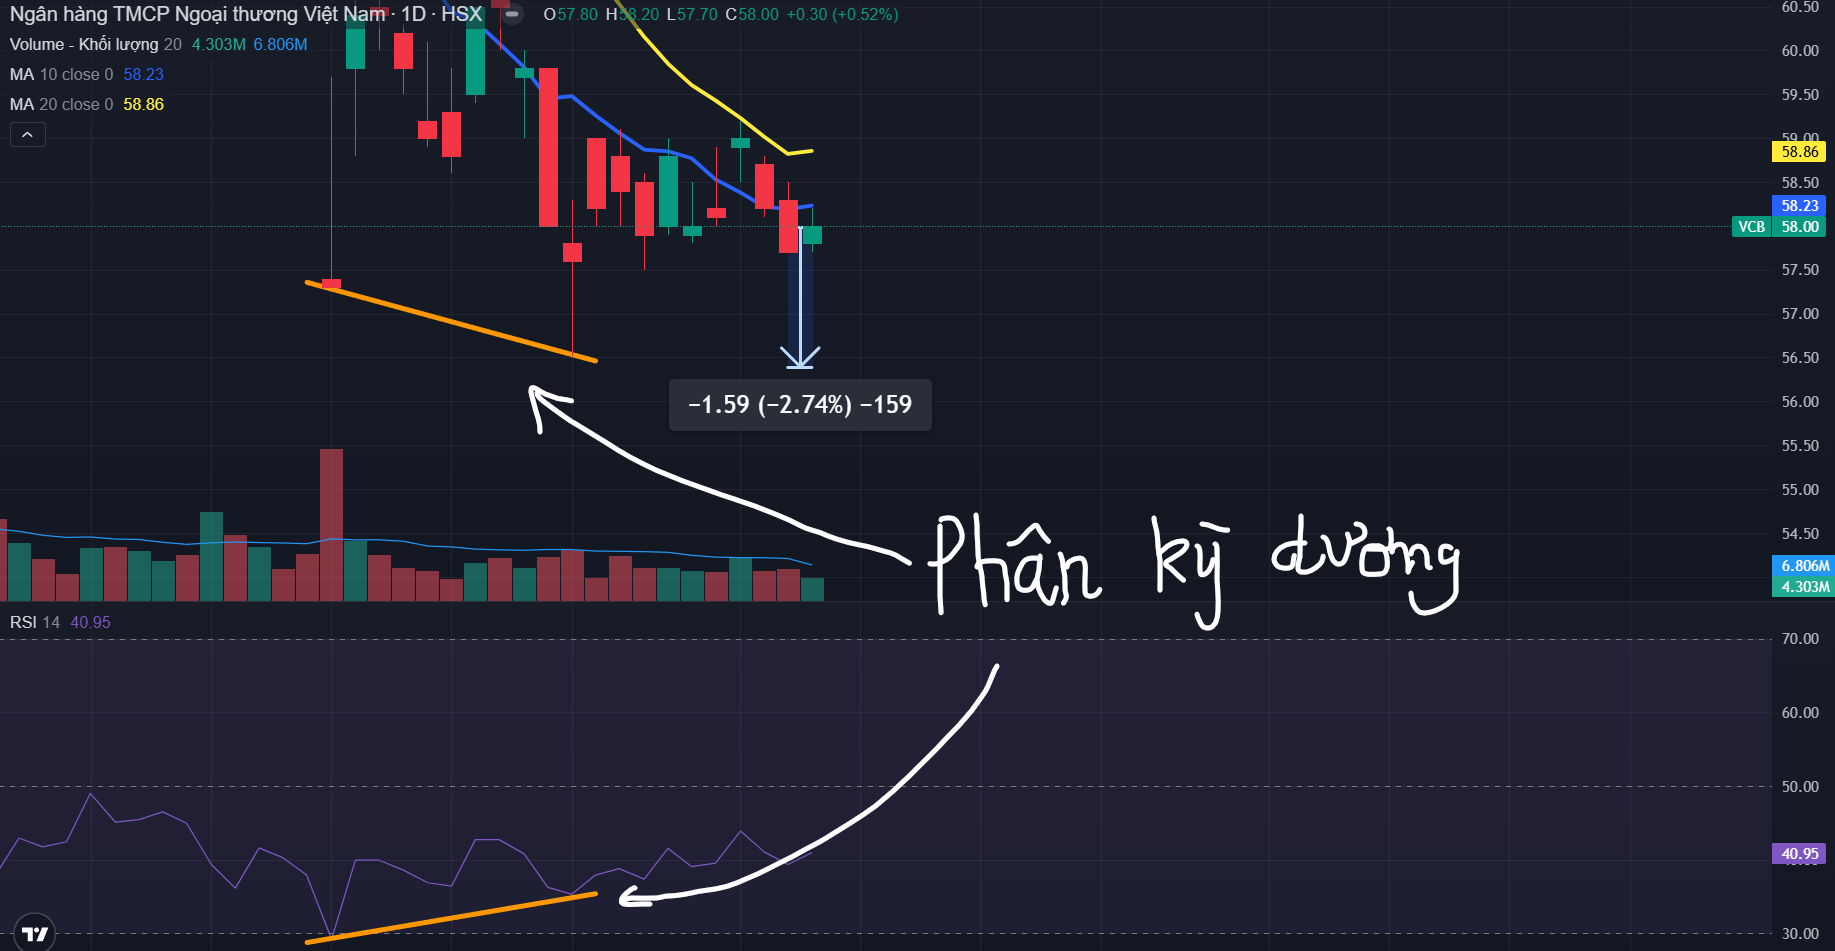 Ngân hàng TMCP Ngoại thương Việt Nam · 1D · HSX O57.80 H58.20 L57.70 C58.00 +0.30 (+0.52%)
Volume - Khối lượng 20 4.303M 6.806M
MA 10 close 0 58.23
MA 20 close 0 58.86
60.50
60.00
59.50
59.00
58.86
58.50
58.23
VCB 58.00
57.50
57.00
56.50
56.00
−1.59 (−2.74%) −159
55.50
55.00
54.50
Phân kỳ dương
6.806M
4.303M
RSI 14 40.95
70.00
60.00
50.00
40.95
30.00